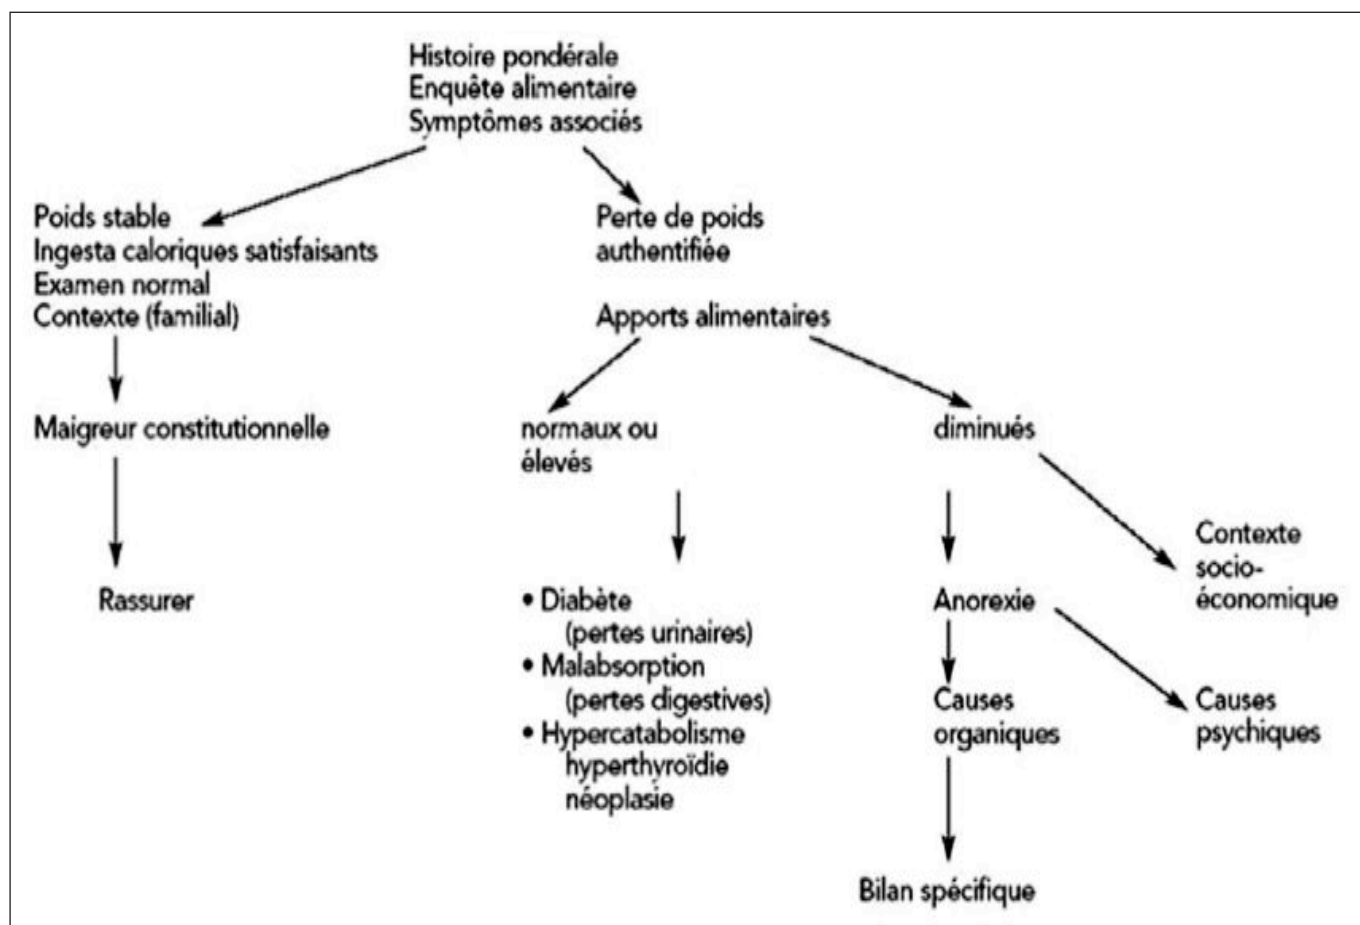 Histoire pondérale
Enquête alimentaire
Symptômes associés
Poids stable
Ingesta caloriques satisfaisants
Examen normal
Contexte (familial)
Perte de poids
authentifiée
Apports alimentaires
Maigreur constitutionnelle
normaux ou
élevés
diminués
Rassurer
• Diabète
(pertes urinaires)
• Malabsorption
(pertes digestives)
• Hypercatabolisme
hyperthyroïdie
néoplasie
Anorexie
Contexte
socio-
économique
Causes
organiques
Causes
psychiques
Bilan spécifique